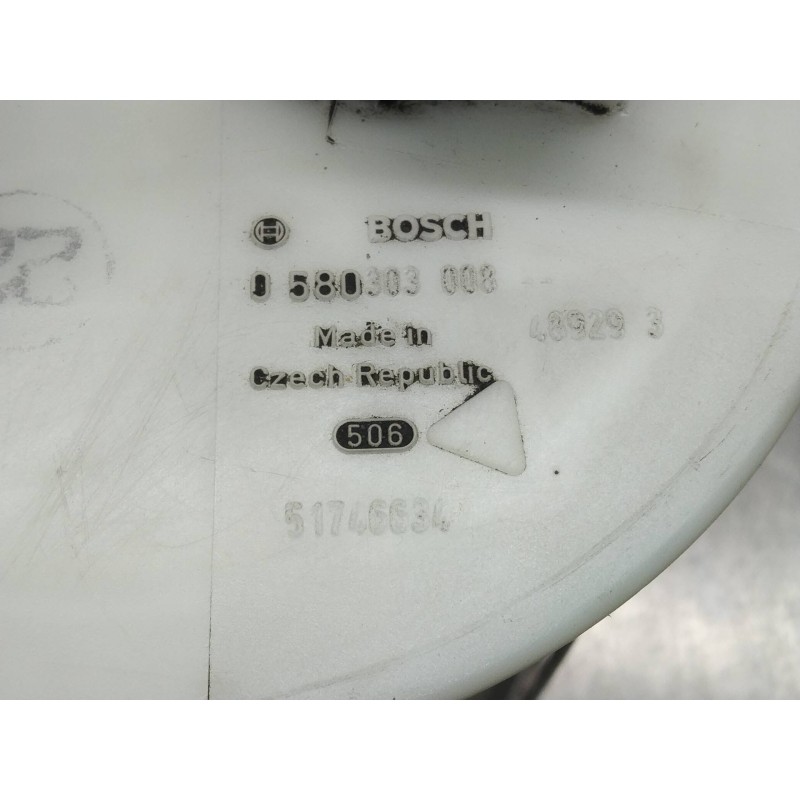 BOSCH
0 580 303 008
48929 3
Made in
Czech Republic
506
51746634